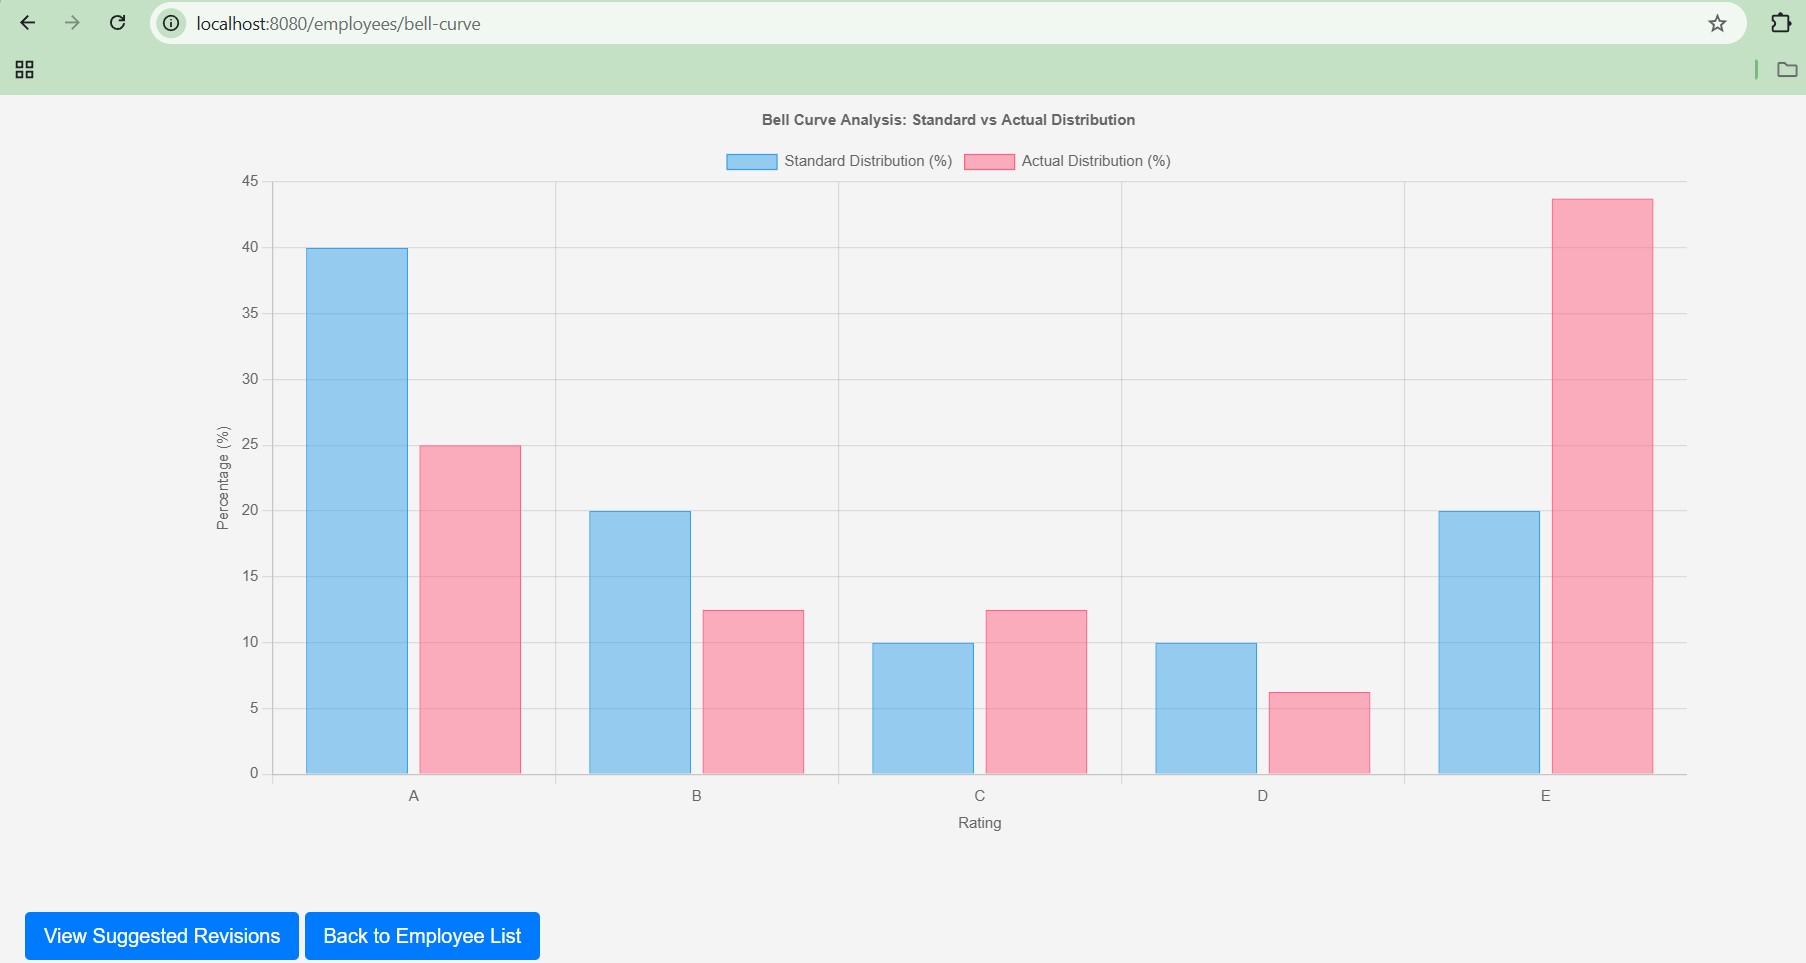 localhost:8080/employees/bell-curve
Bell Curve Analysis: Standard vs Actual Distribution
Standard Distribution (%) Actual Distribution (%)
45
40
35
30
25
20
15
10
5
0
Percentage (%)
A B C D E
Rating
View Suggested Revisions Back to Employee List